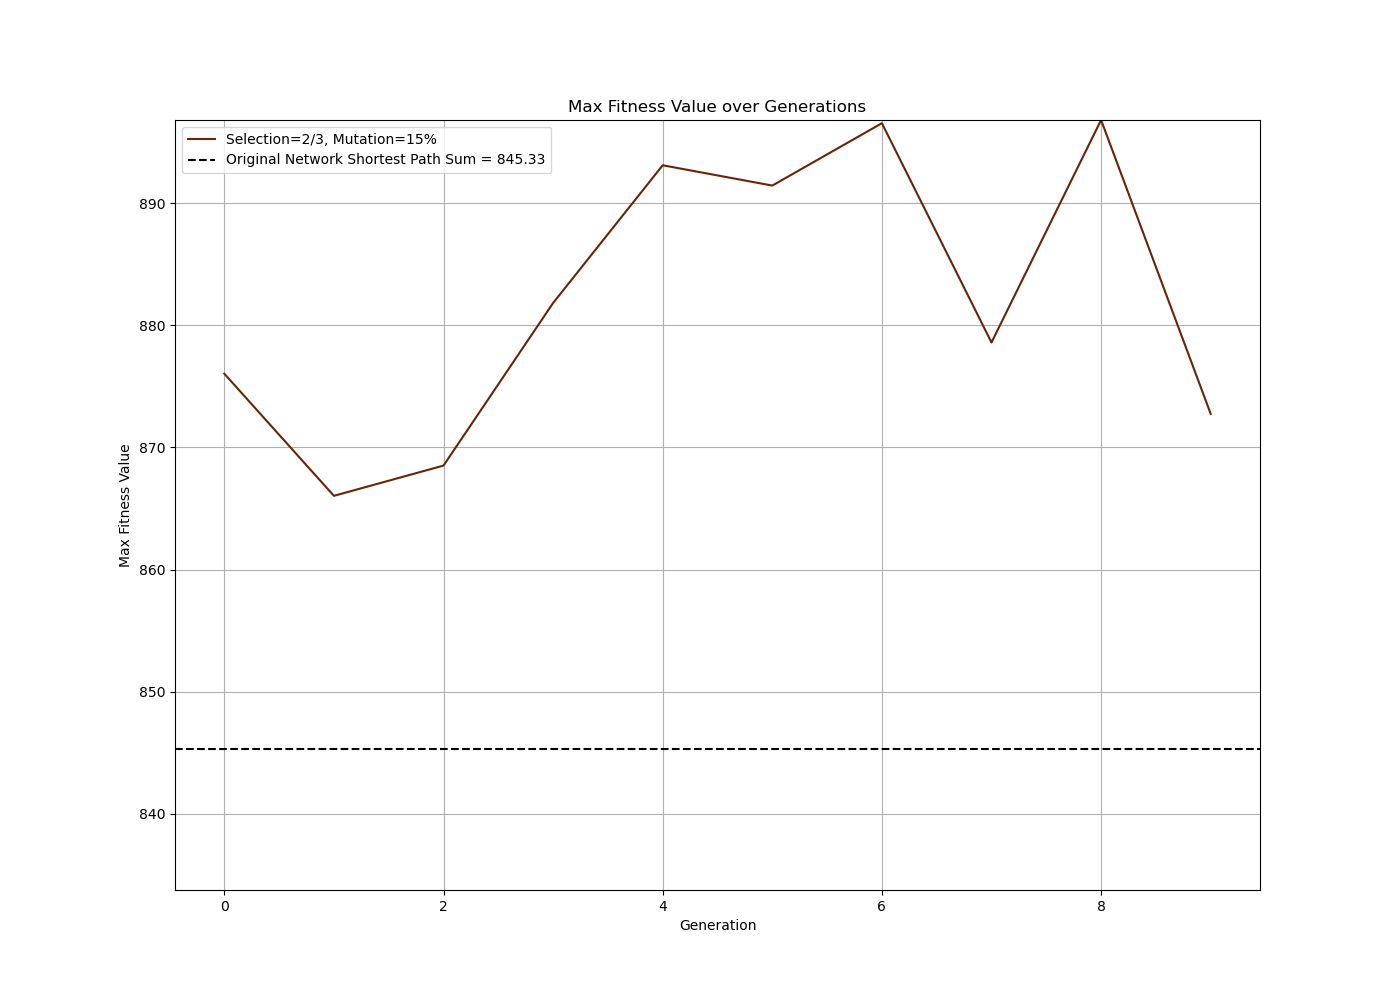 Max Fitness Value over Generations
Selection=2/3, Mutation=15%
Original Network Shortest Path Sum = 845.33
890
880
870
860
850
840
Max Fitness Value
0 2 4 6 8
Generation